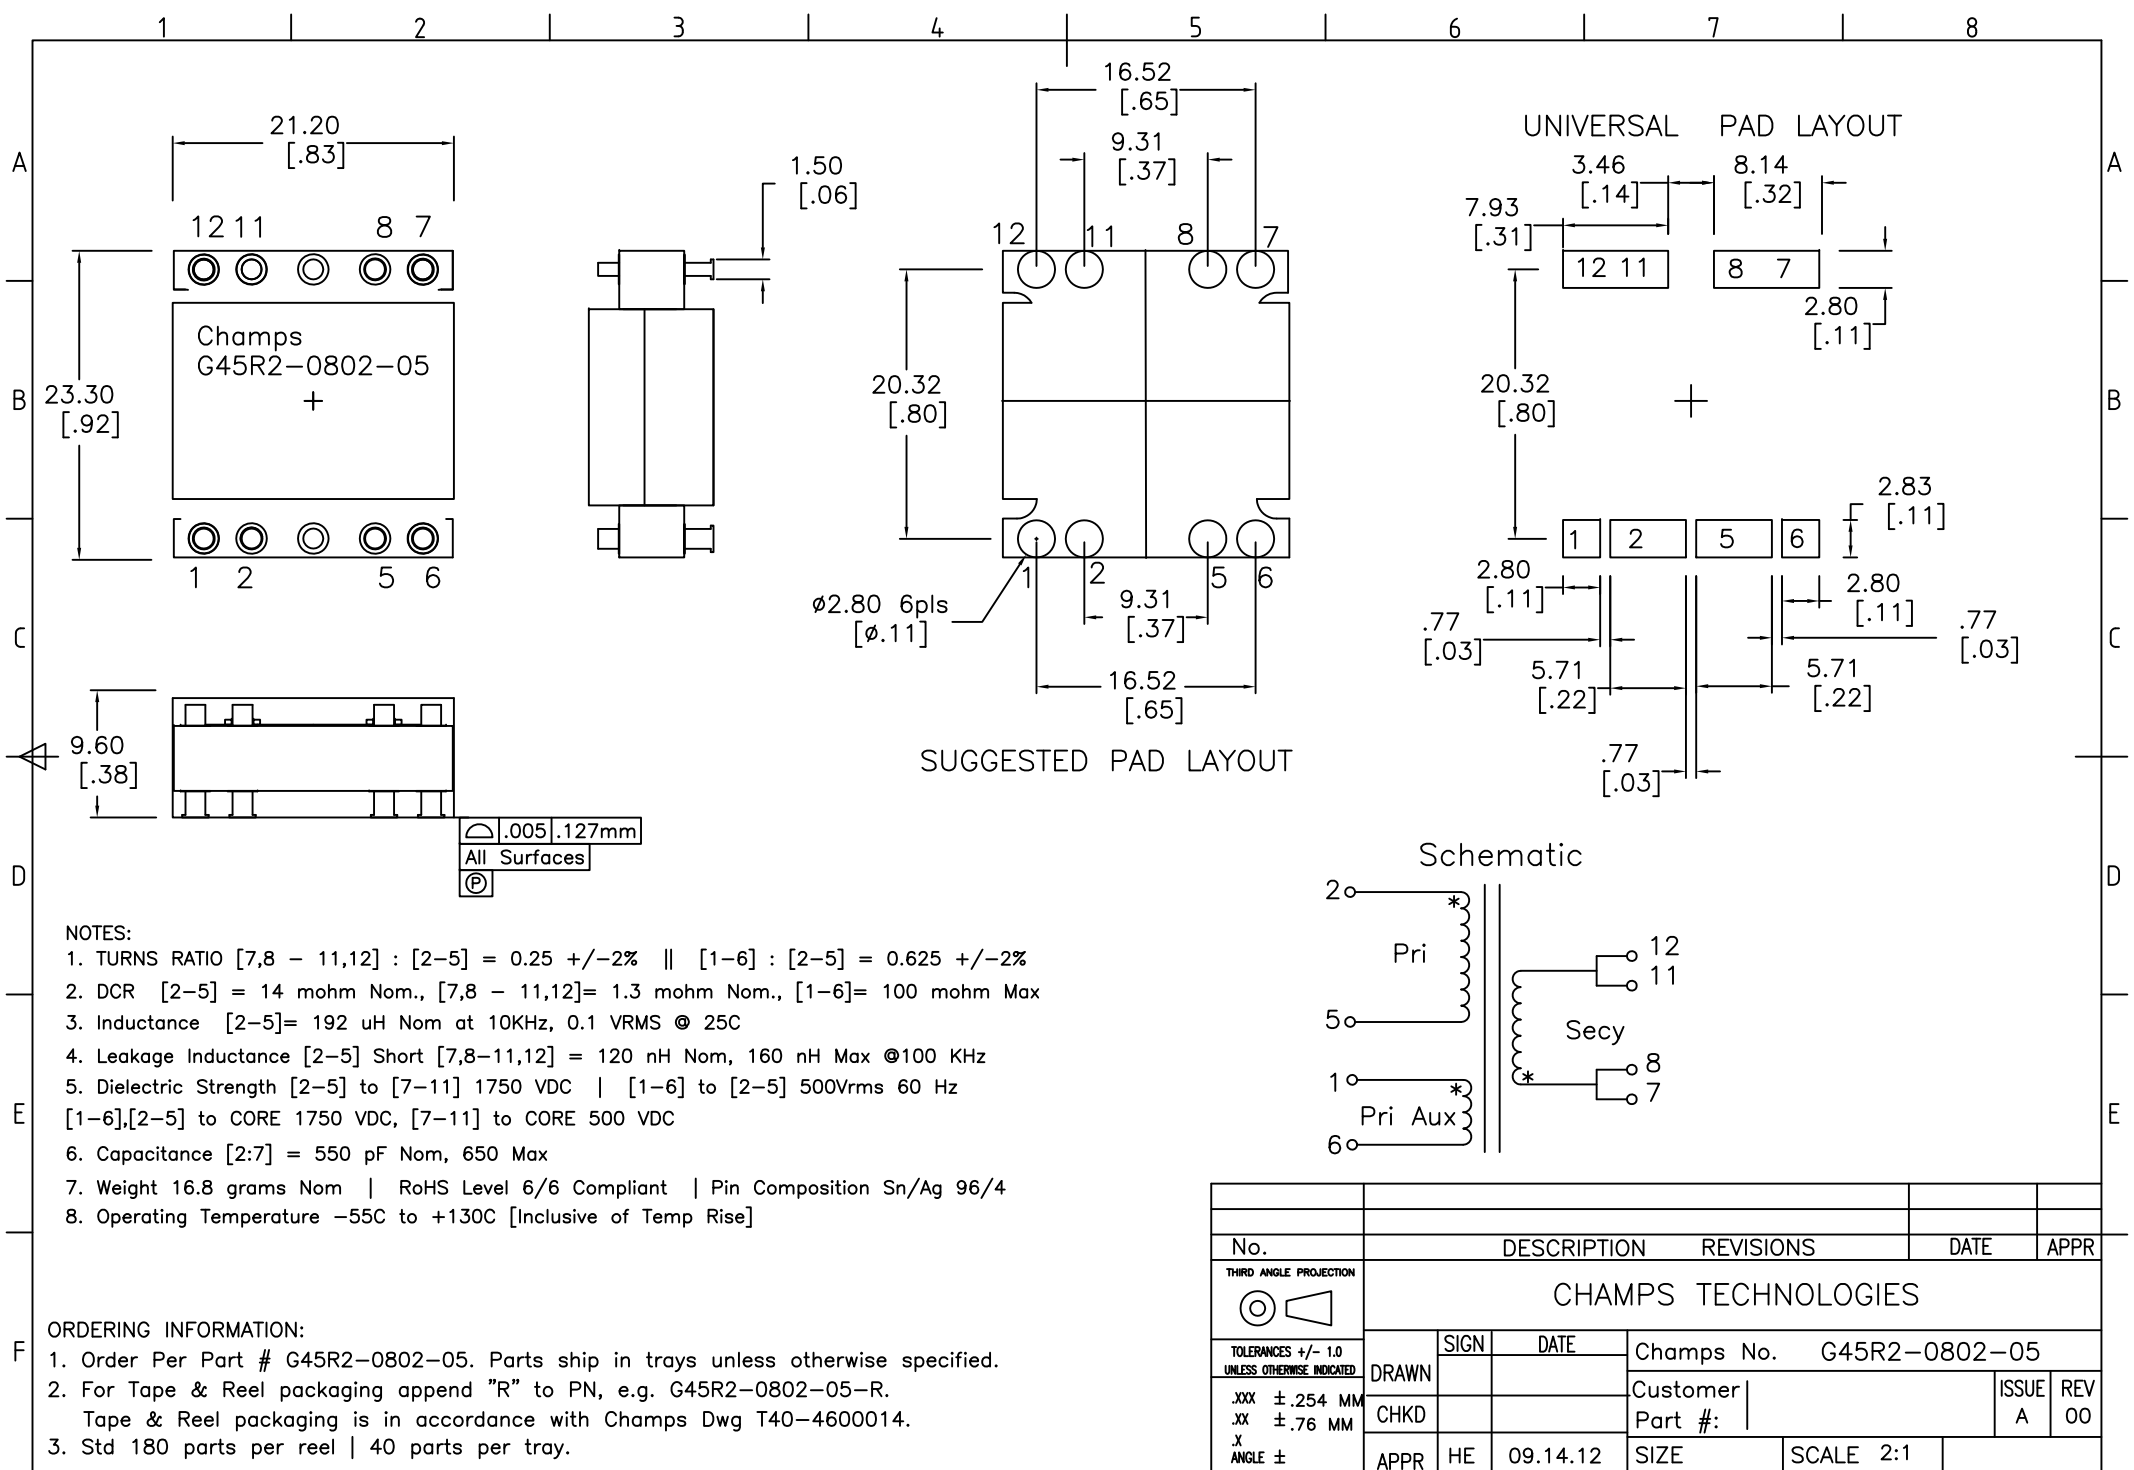 1 2 3 4 5 6 7 8
A
B
C
D
E
F
A
B
C
D
E
21.20
[.83]
12 11 8 7
Champs
G45R2-0802-05
23.30
[.92]
1 2 5 6
1.50
[.06]
9.60
[.38]
.005 .127mm
All Surfaces
P
16.52
[.65]
9.31
[.37]
12 11 8 7
20.32
[.80]
1 2 5 6
ø2.80 6pls
[ø.11]
9.31
[.37]
16.52
[.65]
SUGGESTED PAD LAYOUT
UNIVERSAL PAD LAYOUT
3.46
[.14]
8.14
[.32]
7.93
[.31]
12 11 8 7
2.80
[.11]
20.32
[.80]
2.83
[.11]
1 2 5 6
2.80
[.11]
2.80
[.11]
.77
[.03]
.77
[.03]
5.71
[.22]
5.71
[.22]
.77
[.03]
Schematic
2
Pri
5
1
Pri Aux
6
12
11
Secy
8
7
NOTES:
1. TURNS RATIO [7,8 - 11,12] : [2-5] = 0.25 +/-2% || [1-6] : [2-5] = 0.625 +/-2%
2. DCR [2-5] = 14 mohm Nom., [7,8 - 11,12]= 1.3 mohm Nom., [1-6]= 100 mohm Max
3. Inductance [2-5]= 192 uH Nom at 10KHz, 0.1 VRMS @ 25C
4. Leakage Inductance [2-5] Short [7,8-11,12] = 120 nH Nom, 160 nH Max @100 KHz
5. Dielectric Strength [2-5] to [7-11] 1750 VDC | [1-6] to [2-5] 500Vrms 60 Hz
[1-6],[2-5] to CORE 1750 VDC, [7-11] to CORE 500 VDC
6. Capacitance [2:7] = 550 pF Nom, 650 Max
7. Weight 16.8 grams Nom | RoHS Level 6/6 Compliant | Pin Composition Sn/Ag 96/4
8. Operating Temperature -55C to +130C [Inclusive of Temp Rise]
ORDERING INFORMATION:
1. Order Per Part # G45R2-0802-05. Parts ship in trays unless otherwise specified.
2. For Tape & Reel packaging append "R" to PN, e.g. G45R2-0802-05-R.
Tape & Reel packaging is in accordance with Champs Dwg T40-4600014.
3. Std 180 parts per reel | 40 parts per tray.
No. DESCRIPTION REVISIONS DATE APPR
THIRD ANGLE PROJECTION
CHAMPS TECHNOLOGIES
TOLERANCES +/- 1.0
UNLESS OTHERWISE INDICATED
.XXX ±.254 MM
.XX ±.76 MM
.X
ANGLE ±
SIGN DATE
DRAWN
CHKD
APPR HE 09.14.12
Champs No. G45R2-0802-05
Customer
Part #:
ISSUE
A
REV
00
SIZE SCALE 2:1